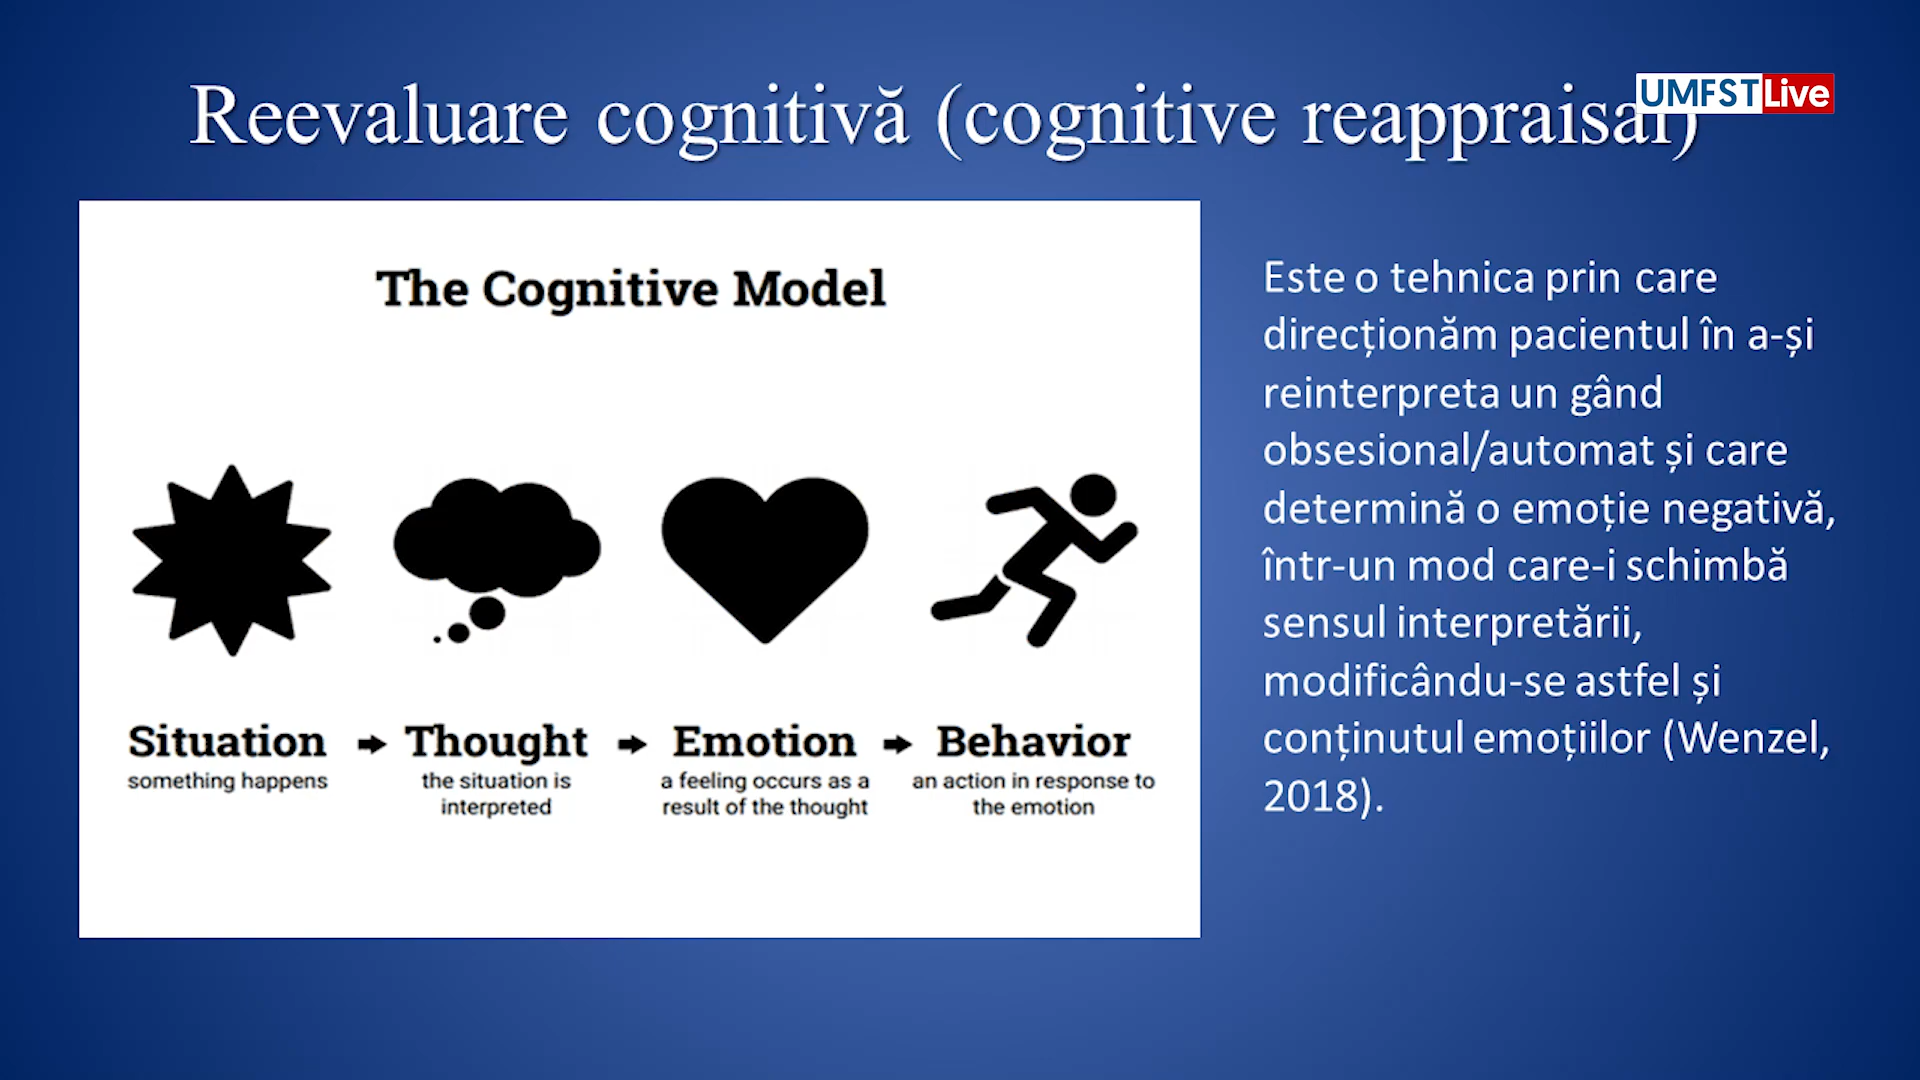 Reevaluare cognitivă (cognitive reappraisal)
UMFSTLive
The Cognitive Model
Situation → Thought → Emotion → Behavior
something happens
the situation is
interpreted
a feeling occurs as a
result of the thought
an action in response to
the emotion
Este o tehnica prin care
direcționăm pacientul în a-și
reinterpreta un gând
obsesional/automat și care
determină o emoție negativă,
într-un mod care-i schimbă
sensul interpretării,
modificându-se astfel și
conținutul emoțiilor (Wenzel,
2018).